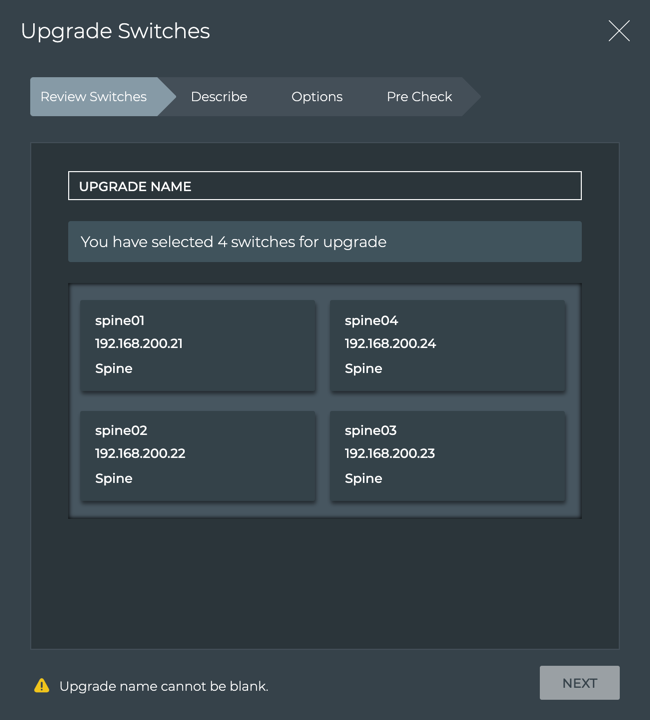 Upgrade Switches
Review Switches
Describe
Options
Pre Check
UPGRADE NAME
You have selected 4 switches for upgrade
spine01
192.168.200.21
Spine
spine04
192.168.200.24
Spine
spine02
192.168.200.22
Spine
spine03
192.168.200.23
Spine
Upgrade name cannot be blank.
NEXT